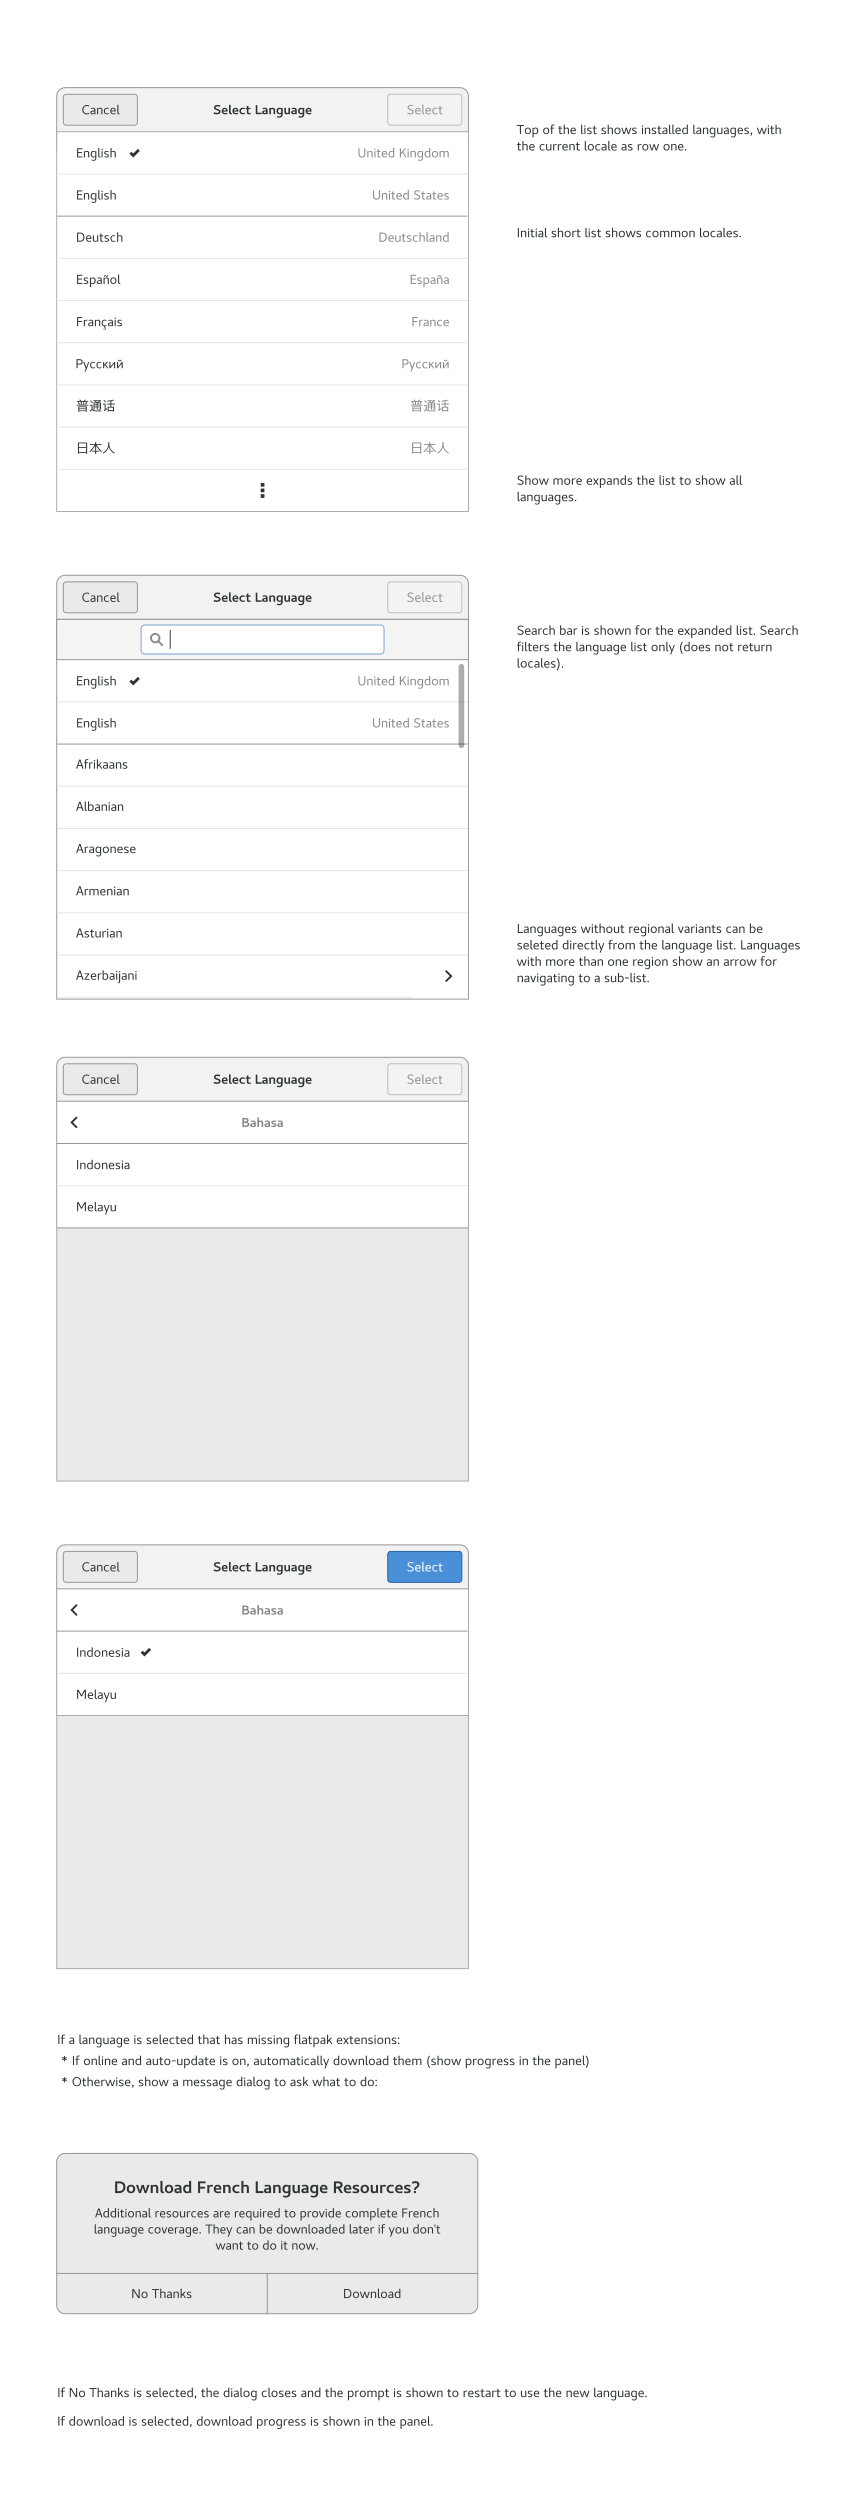 Cancel Select Language Select
English United Kingdom
English United States
Deutsch Deutschland
Español España
Français France
Русский Русский
普通话 普通话
日本人 日本人
Top of the list shows installed languages, with
the current locale as row one.
Initial short list shows common locales.
Show more expands the list to show all
languages.
Cancel Select Language Select
English United Kingdom
English United States
Afrikaans
Albanian
Aragonese
Armenian
Asturian
Azerbaijani
Search bar is shown for the expanded list. Search
filters the language list only (does not return
locales).
Languages without regional variants can be
seleted directly from the language list. Languages
with more than one region show an arrow for
navigating to a sub-list.
Cancel Select Language Select
Bahasa
Indonesia
Melayu
Cancel Select Language Select
Bahasa
Indonesia
Melayu
If a language is selected that has missing flatpak extensions:
* If online and auto-update is on, automatically download them (show progress in the panel)
* Otherwise, show a message dialog to ask what to do:
Download French Language Resources?
Additional resources are required to provide complete French
language coverage. They can be downloaded later if you don't
want to do it now.
No Thanks Download
If No Thanks is selected, the dialog closes and the prompt is shown to restart to use the new language.
If download is selected, download progress is shown in the panel.